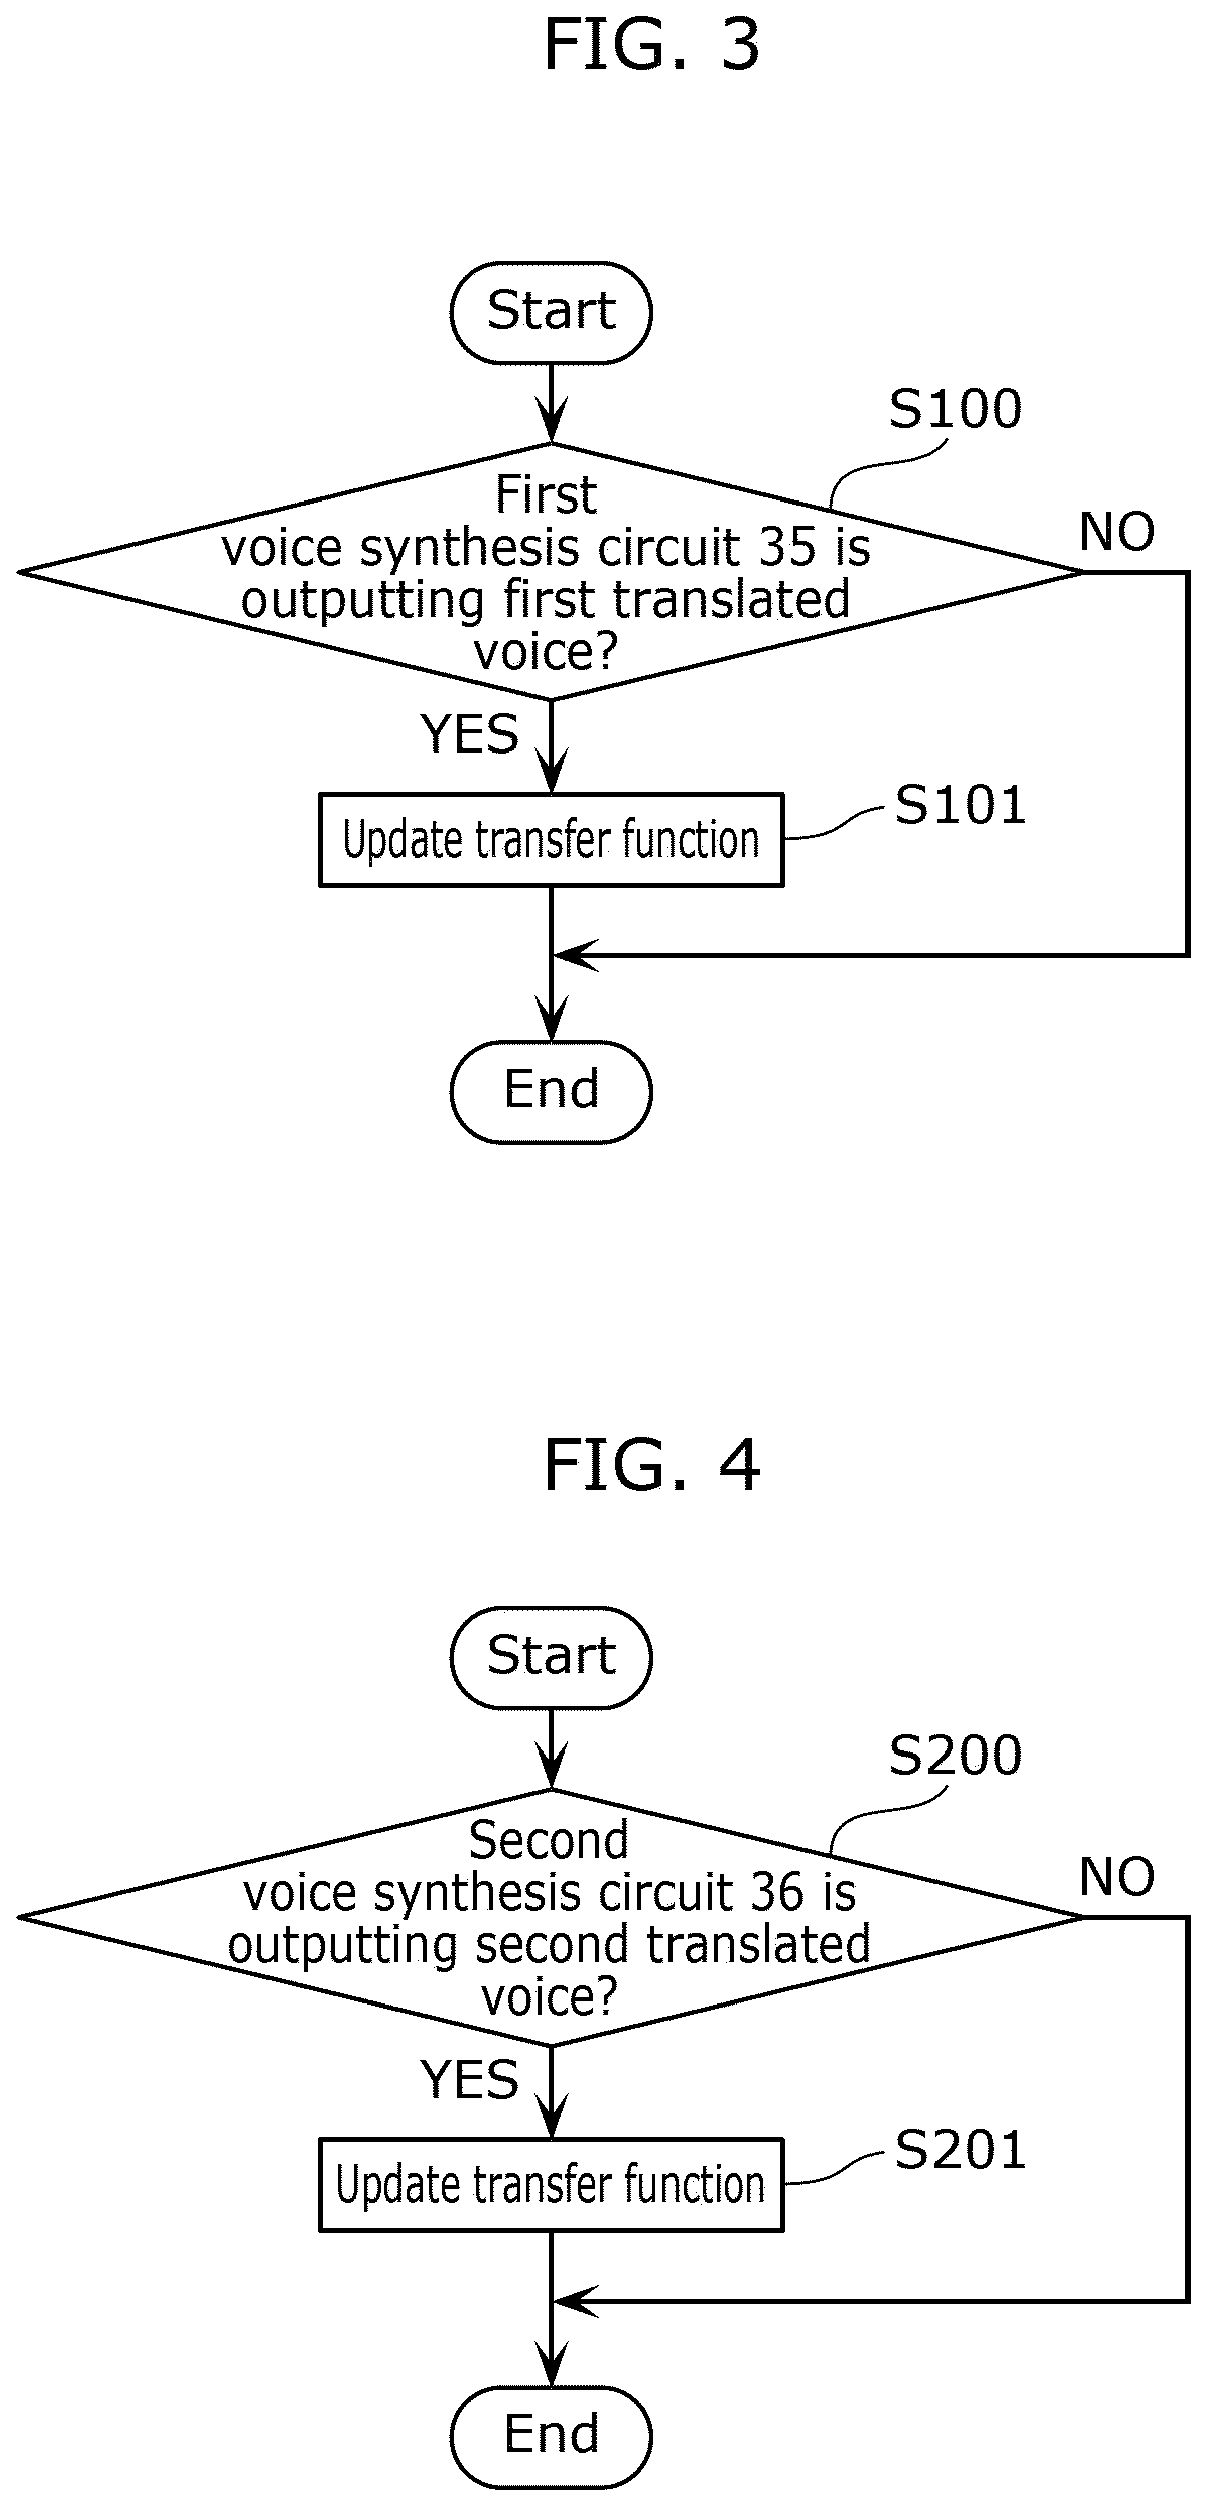 FIG. 3
Start
S100
First
voice synthesis circuit 35 is
outputting first translated
voice?
NO
YES
Update transfer function
S101
End
FIG. 4
Start
S200
Second
voice synthesis circuit 36 is
outputting second translated
voice?
NO
YES
Update transfer function
S201
End